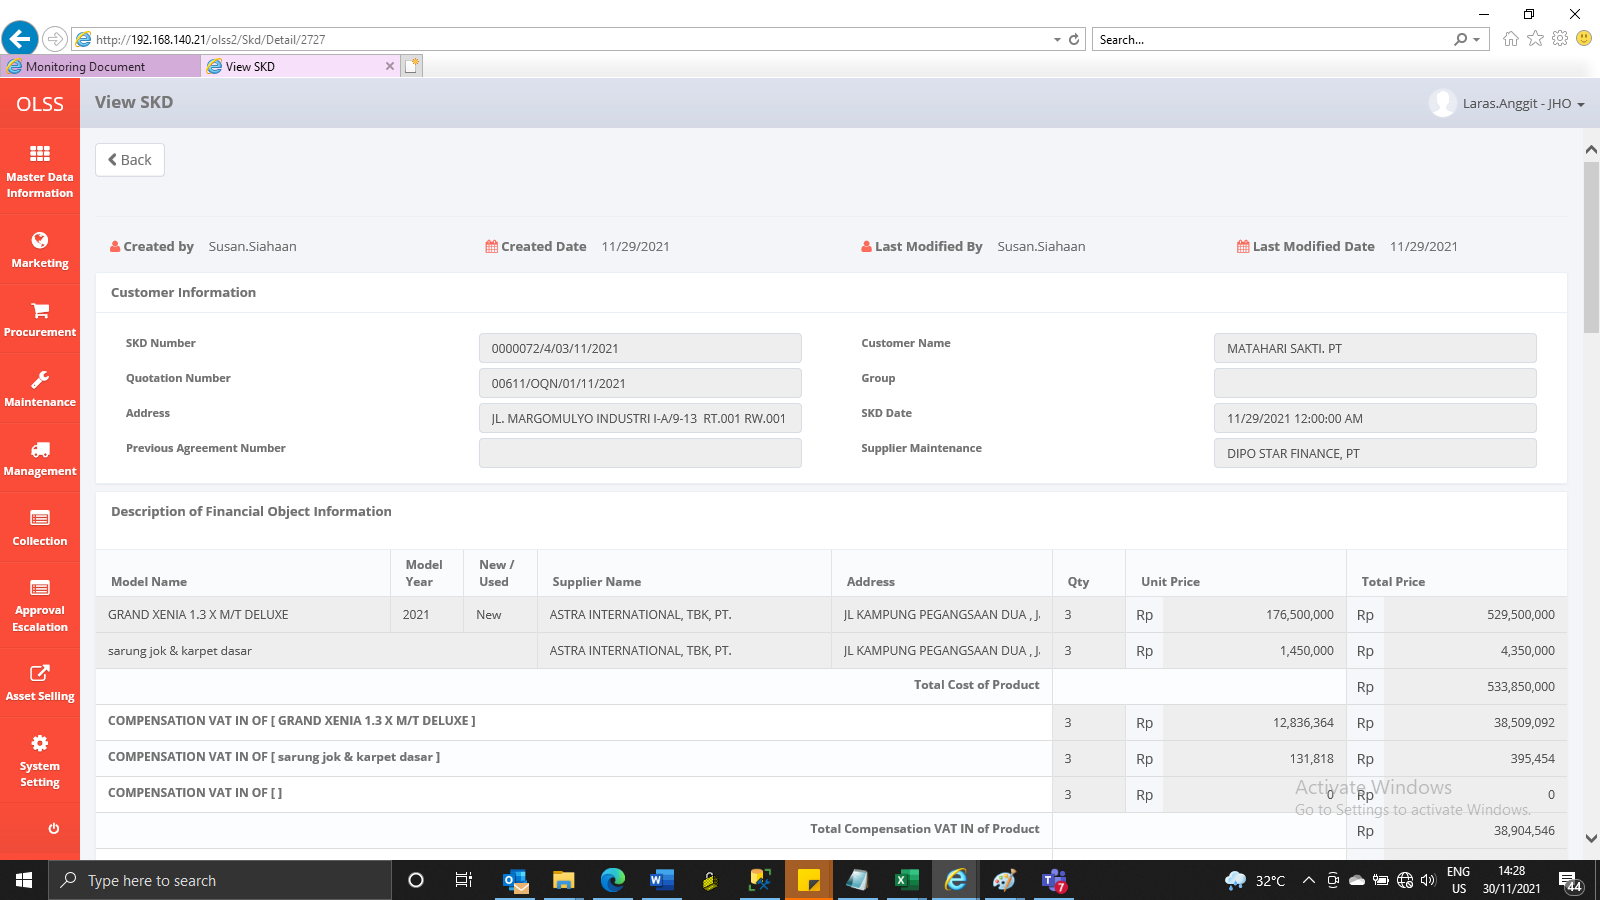 http://192.168.140.21/olss2/Skd/Detail/2727
Search...
Monitoring Document
View SKD
OLSS
View SKD
Laras.Anggit - JHO
Back
Master Data Information
Marketing
Procurement
Maintenance
Management
Collection
Approval Escalation
Asset Selling
System Setting
Created by Susan.Siahaan Created Date 11/29/2021 Last Modified By Susan.Siahaan Last Modified Date 11/29/2021
Customer Information
SKD Number 0000072/4/03/11/2021 Customer Name MATAHARI SAKTI. PT
Quotation Number 00611/OQN/01/11/2021 Group
Address JL. MARGOMULYO INDUSTRI I-A/9-13 RT.001 RW.001 SKD Date 11/29/2021 12:00:00 AM
Previous Agreement Number Supplier Maintenance DIPO STAR FINANCE, PT
Description of Financial Object Information
Model Name Model Year New / Used Supplier Name Address Qty Unit Price Total Price
GRAND XENIA 1.3 X M/T DELUXE 2021 New ASTRA INTERNATIONAL, TBK, PT. JL KAMPUNG PEGANGSAAN DUA , 3 Rp 176,500,000 Rp 529,500,000
sarung jok & karpet dasar ASTRA INTERNATIONAL, TBK, PT. JL KAMPUNG PEGANGSAAN DUA , 3 Rp 1,450,000 Rp 4,350,000
Total Cost of Product Rp 533,850,000
COMPENSATION VAT IN OF [ GRAND XENIA 1.3 X M/T DELUXE ] 3 Rp 12,836,364 Rp 38,509,092
COMPENSATION VAT IN OF [ sarung jok & karpet dasar ] 3 Rp 131,818 Rp 395,454
COMPENSATION VAT IN OF [ ] 3 Rp 0 Rp 0
Total Compensation VAT IN of Product Rp 38,904,546
Activate Windows
Go to Settings to activate Windows.
Type here to search
7
32°C
ENG
US
14:28
30/11/2021
44